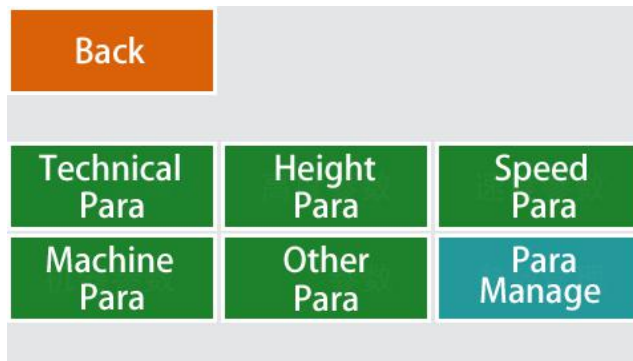 Back
Technical
Para
Height
Para
Speed
Para
Machine
Para
Other
Para
Para
Manage